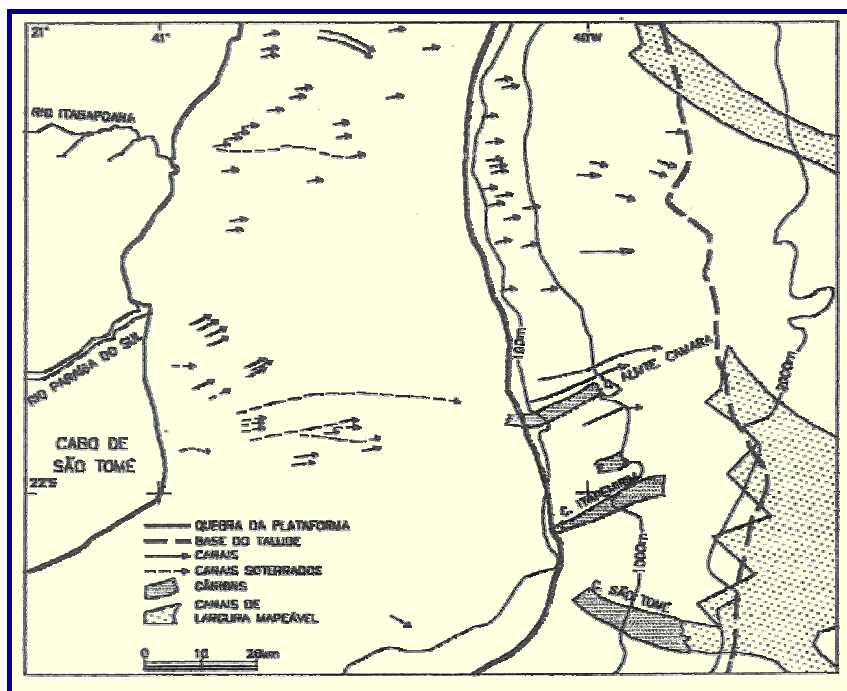 21°
41°
40°W
RIO ITABAPOANA
-100m
ALMTE. CAMARA
2000m
RIO PARAÍBA DO SUL
CABO DE
SÃO TOMÉ
22°S
C. ITAPEMIRIM
1000m
C. SÃO TOMÉ
QUEBRA DA PLATAFORMA
BASE DO TALUDE
CANAIS
CANAIS SOTERRADOS
CÂNIONS
CANAIS DE
LARGURA MAPEÁVEL
0 10 20km